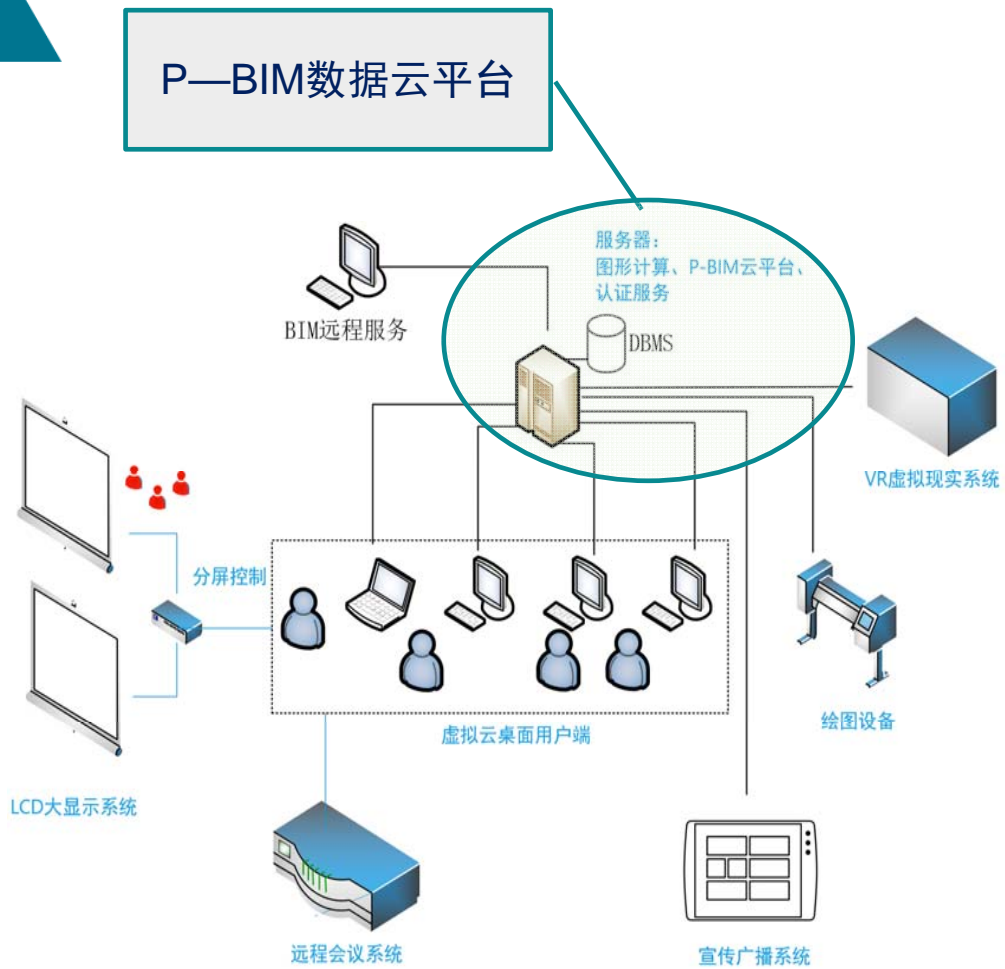 P—BIM数据云平台
服务器：
图形计算、P-BIM云平台、
认证服务
BIM远程服务
DBMS
VR虚拟现实系统
分屏控制
绘图设备
虚拟云桌面用户端
LCD大显示系统
远程会议系统
宣传广播系统